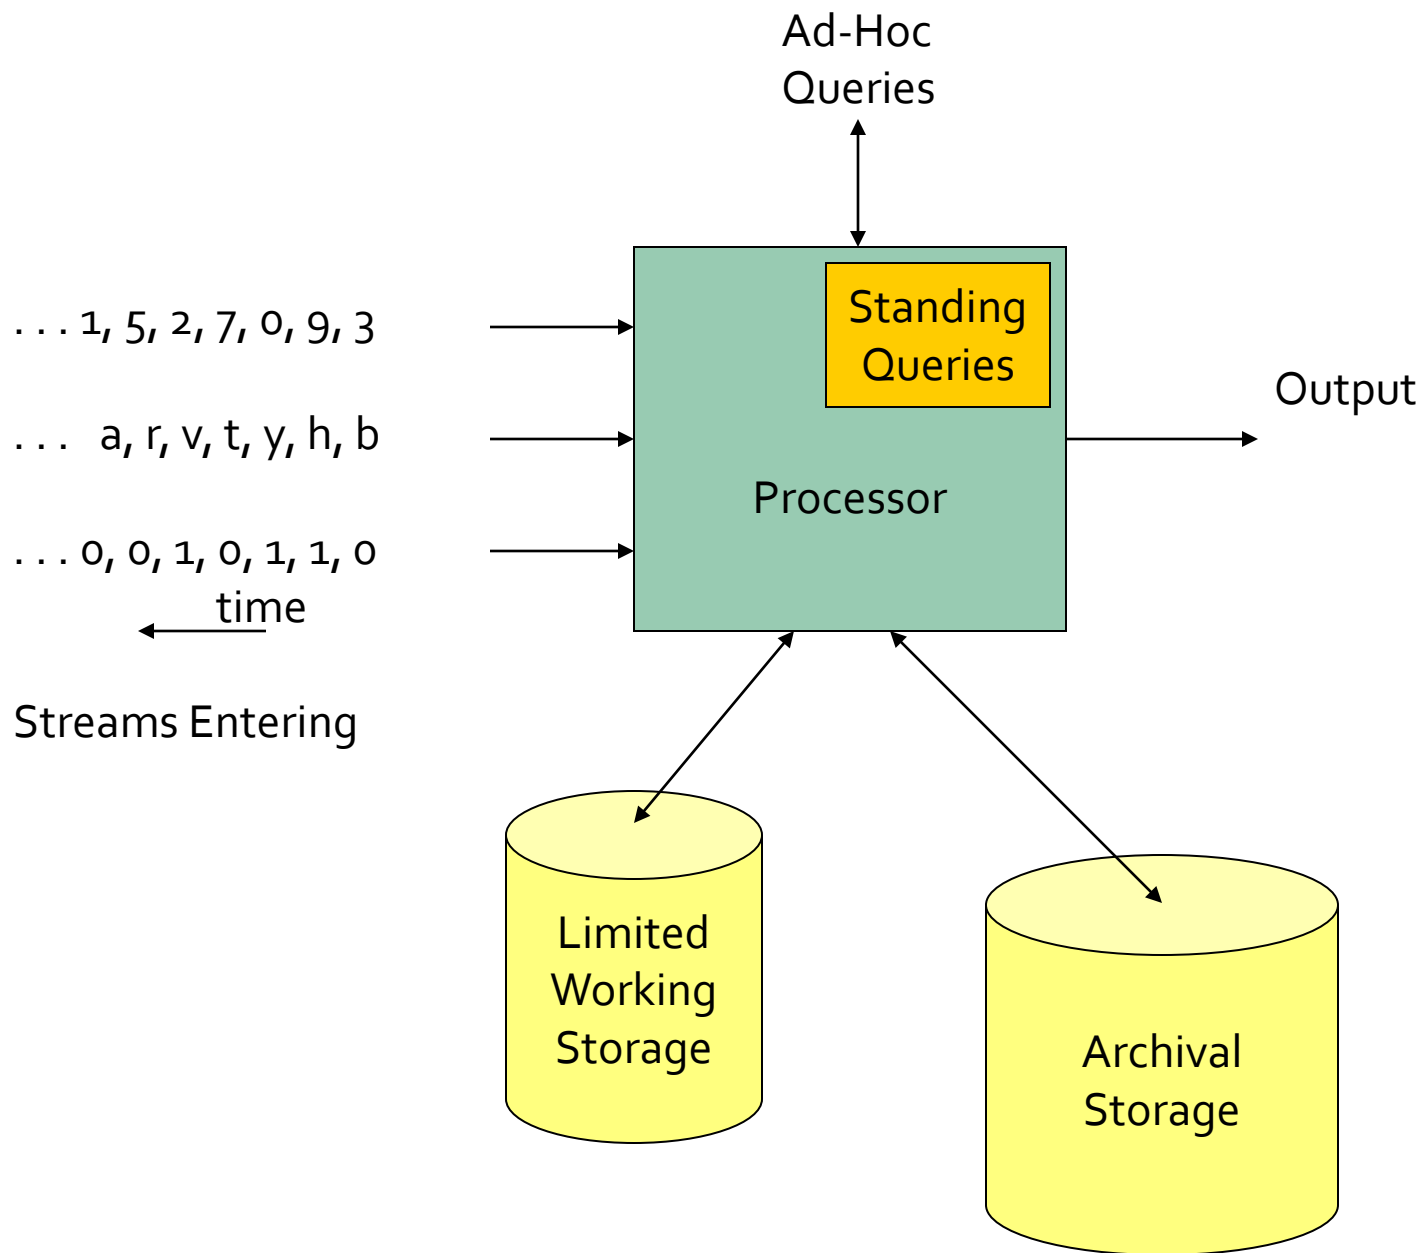 Ad-Hoc
Queries
Standing
Queries
. . . 1, 5, 2, 7, 0, 9, 3
Output
. . . a, r, v, t, y, h, b
Processor
. . . 0, 0, 1, 0, 1, 1, 0
time
Streams Entering
Limited
Working
Storage
Archival
Storage